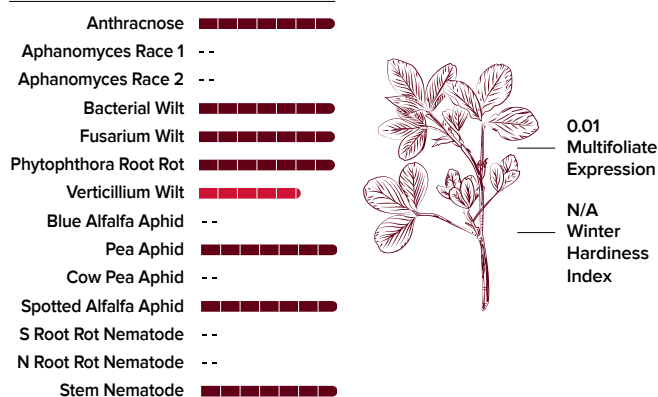 Anthracnose
Aphanomyces Race 1 --
Aphanomyces Race 2 --
Bacterial Wilt
Fusarium Wilt
Phytophthora Root Rot
Verticillium Wilt
Blue Alfalfa Aphid --
Pea Aphid
Cow Pea Aphid --
Spotted Alfalfa Aphid
S Root Rot Nematode --
N Root Rot Nematode --
Stem Nematode
0.01
Multifoliate
Expression
N/A
Winter
Hardiness
Index